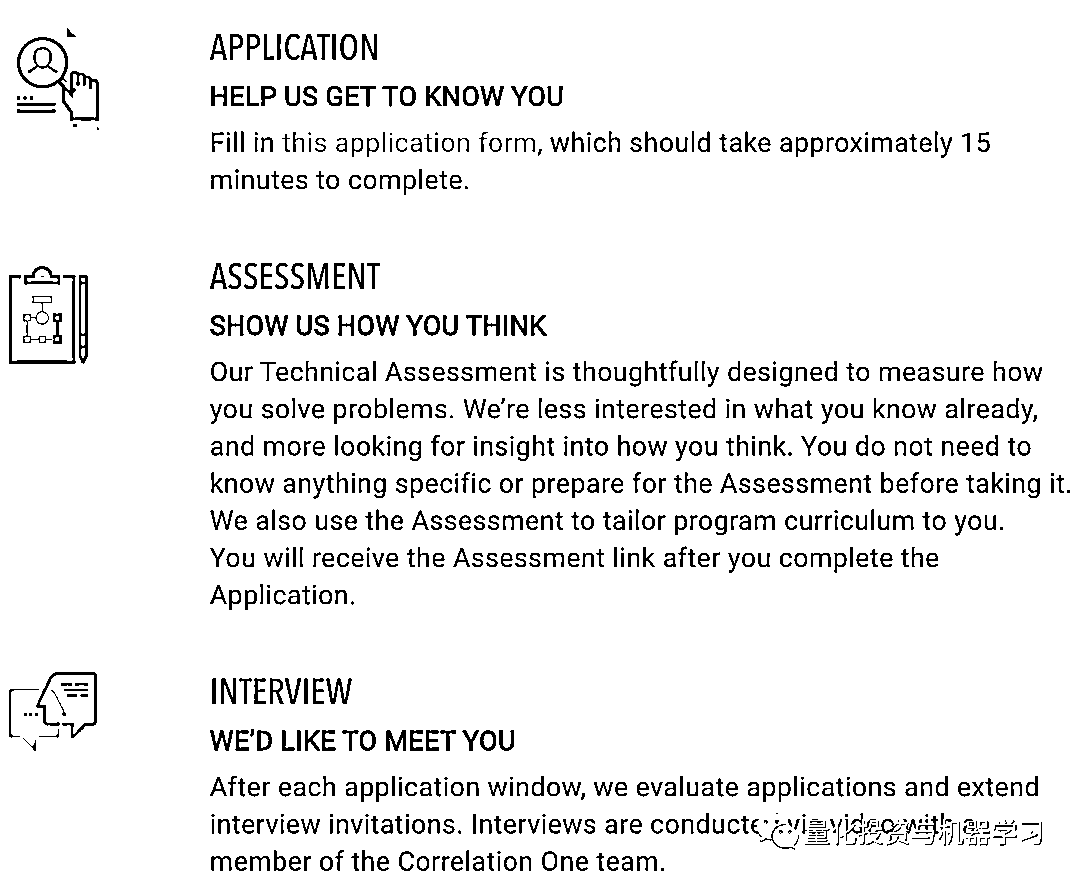 APPLICATION
HELP US GET TO KNOW YOU
Fill in this application form, which should take approximately 15
minutes to complete.
ASSESSMENT
SHOW US HOW YOU THINK
Our Technical Assessment is thoughtfully designed to measure how
you solve problems. We’re less interested in what you know already,
and more looking for insight into how you think. You do not need to
know anything specific or prepare for the Assessment before taking it.
We also use the Assessment to tailor program curriculum to you.
You will receive the Assessment link after you complete the
Application.
INTERVIEW
WE’D LIKE TO MEET YOU
After each application window, we evaluate applications and extend
interview invitations. Interviews are conducted via video with a
量化投资与机器学习
member of the Correlation One team.